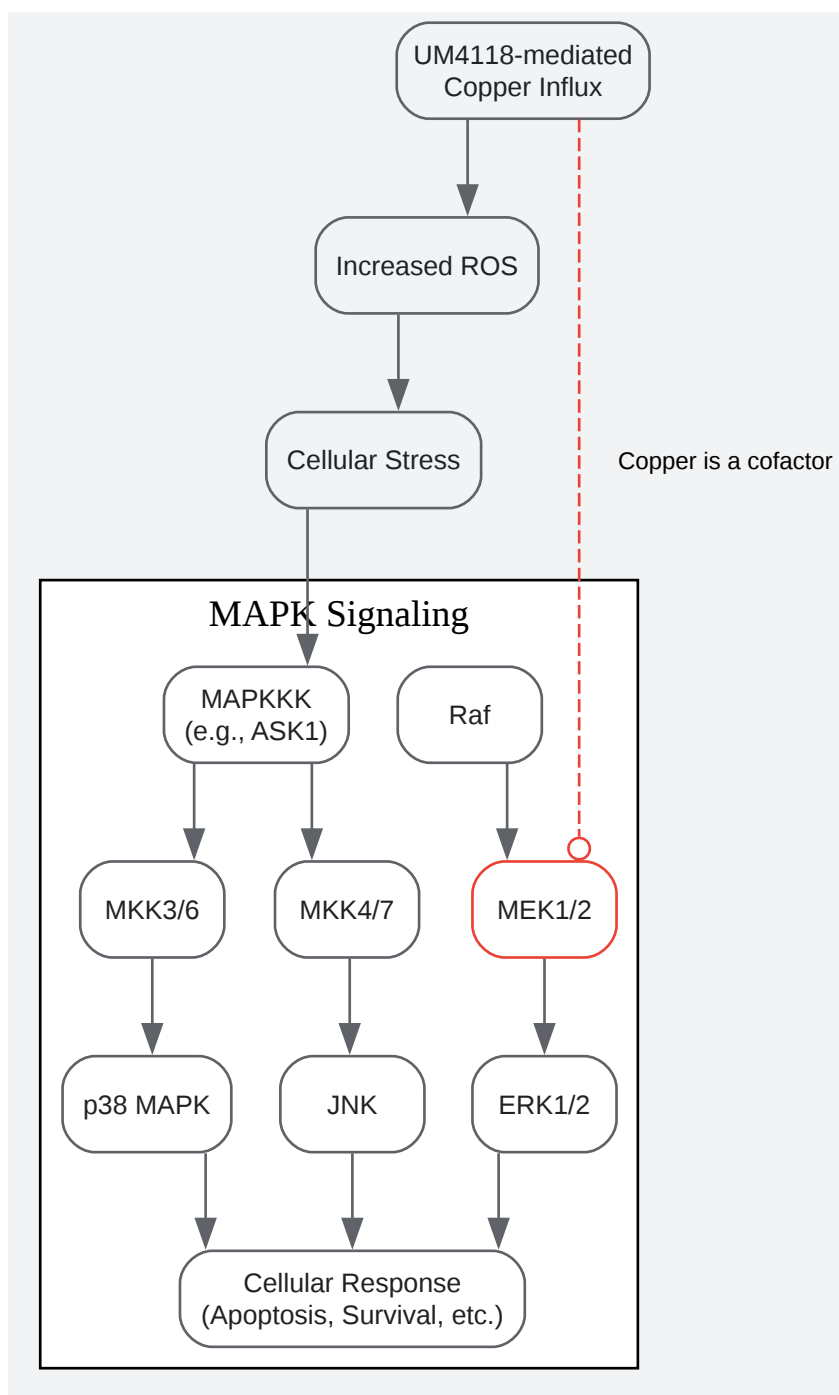 UM4118-mediated
Copper Influx
Increased ROS
Cellular Stress
Copper is a cofactor
MAPK Signaling
MAPKKK
(e.g., ASK1)
Raf
MKK3/6
MKK4/7
MEK1/2
p38 MAPK
JNK
ERK1/2
Cellular Response
(Apoptosis, Survival, etc.)